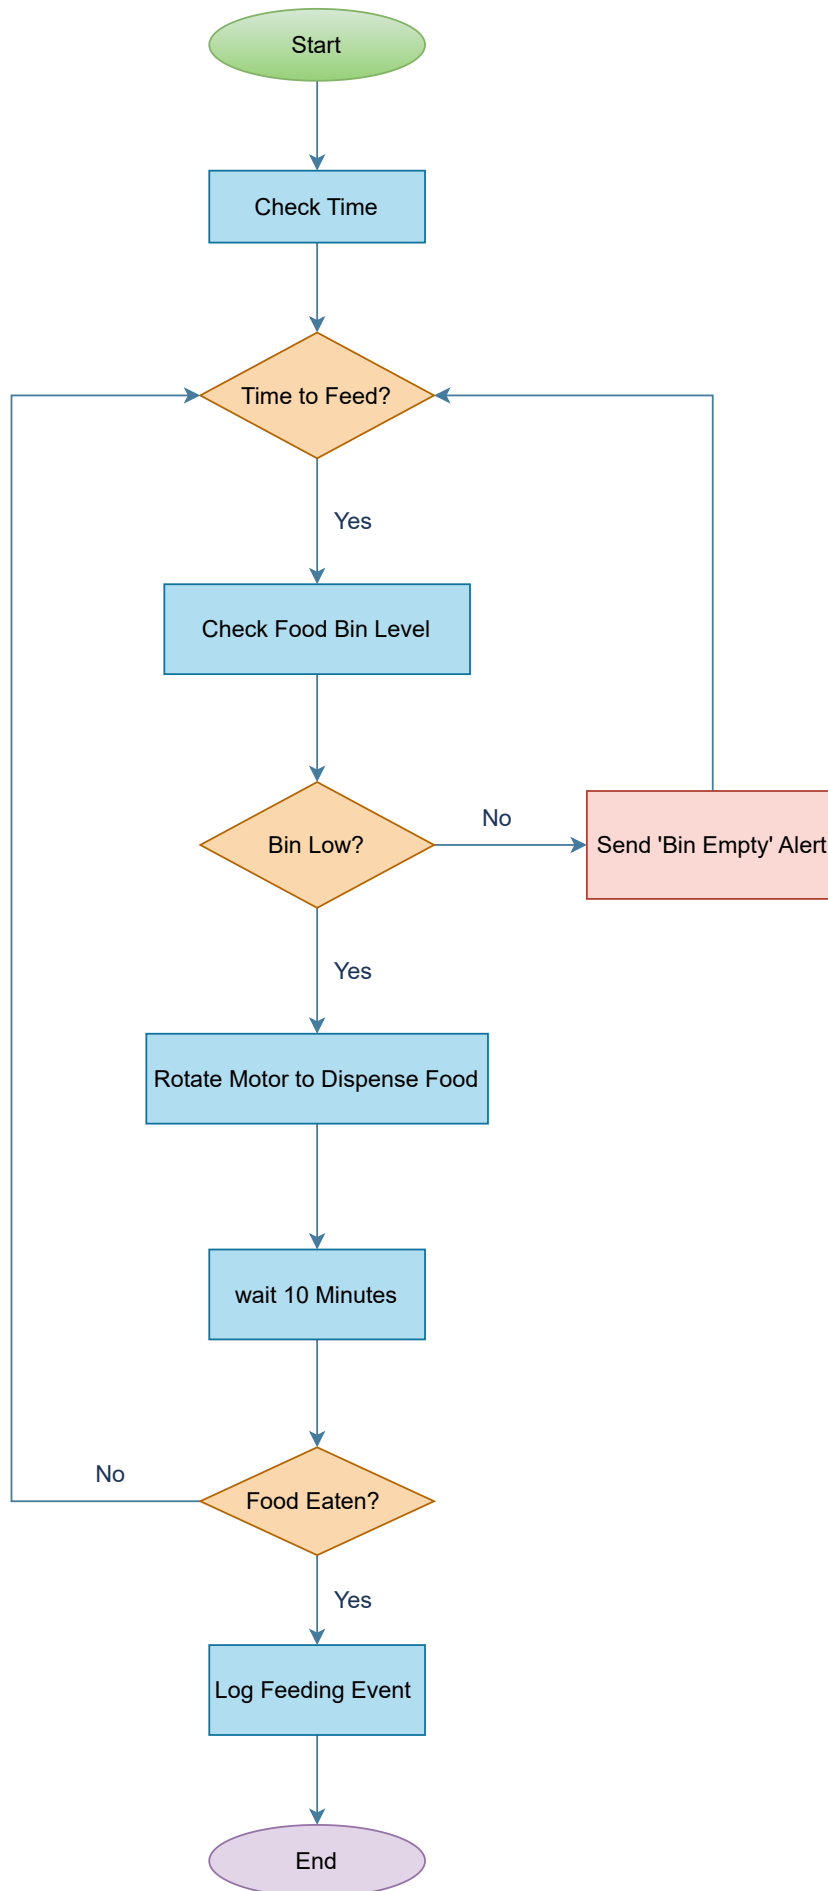 Start
Check Time
Time to Feed?
Yes
Check Food Bin Level
Bin Low?
No
Send 'Bin Empty' Alert
Yes
Rotate Motor to Dispense Food
wait 10 Minutes
Food Eaten?
No
Yes
Log Feeding Event
End